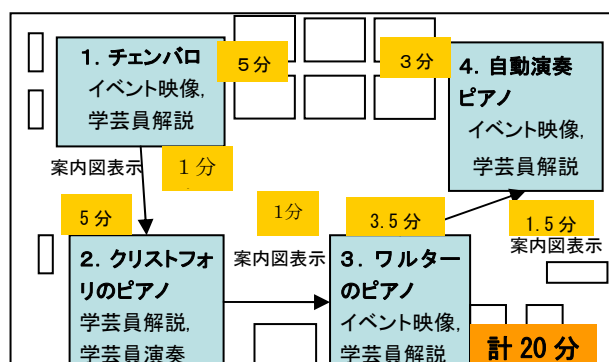 1. チェンバロ
イベント映像,
学芸員解説
5分
3分
4. 自動演奏
ピアノ
イベント映像,
学芸員解説
案内図表示
1分
5分
2. クリストフォ
リのピアノ
学芸員解説,
学芸員演奏
1分
案内図表示
3.5分
3. ワルター
のピアノ
イベント映像,
学芸員解説
1.5分
案内図表示
計20分